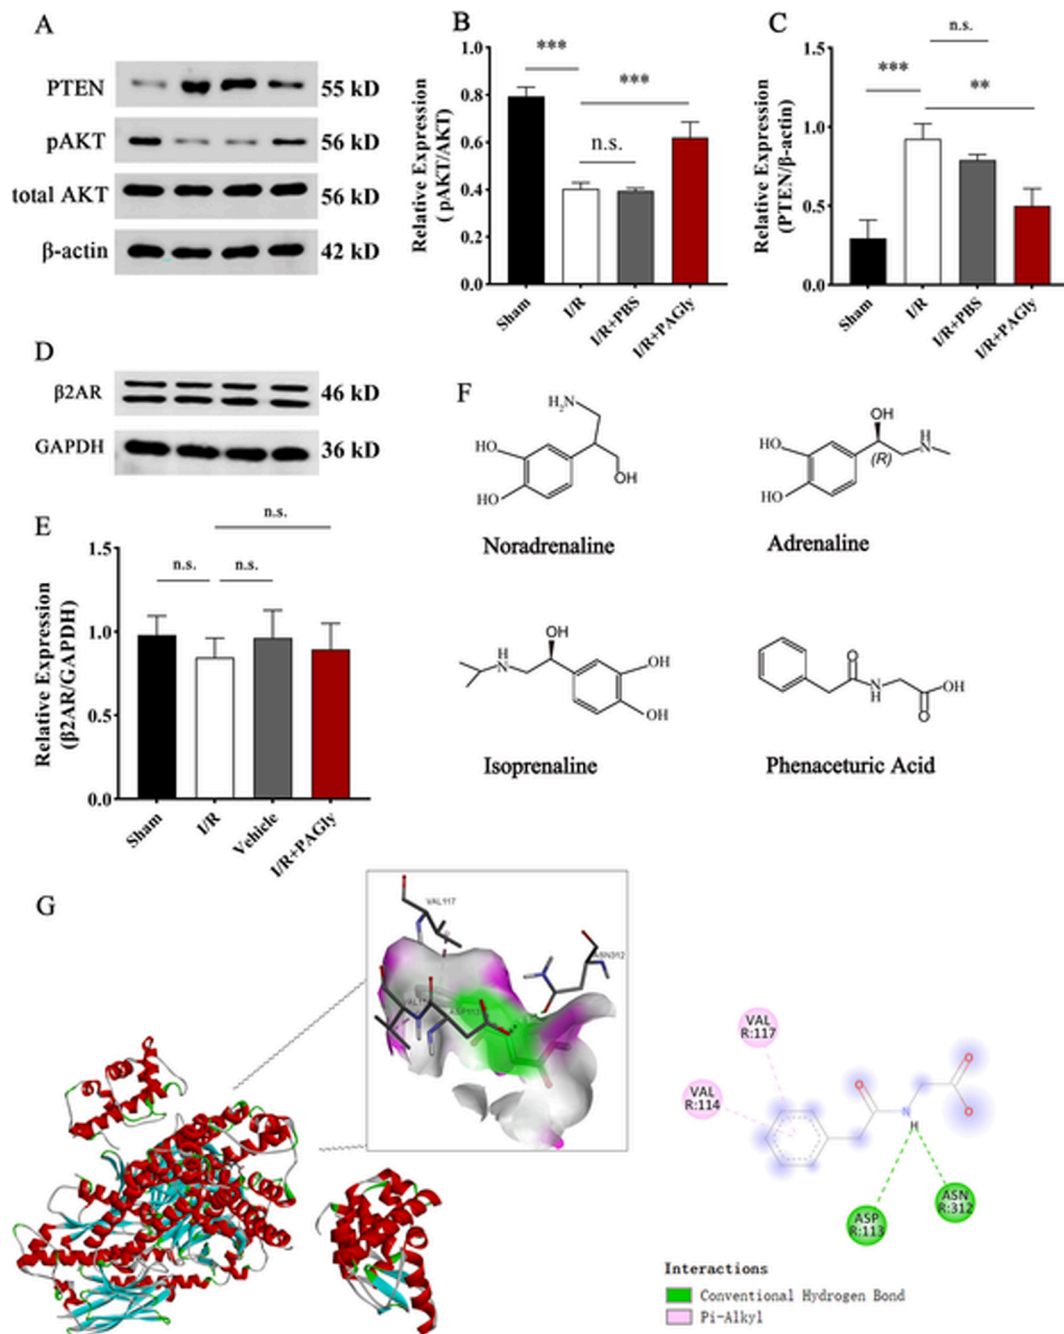 A
PTEN
55 kD
pAKT
56 kD
total AKT
56 kD
β-actin
42 kD
B
Relative Expression
( pAKT/AKT)
1.0
0.8
0.6
0.4
0.2
0.0
***
***
n.s.
Sham
I/R
I/R+PBS
I/R+PAGly
C
Relative Expression
(PTEN/β-actin)
1.5
1.0
0.5
0.0
n.s.
***
**
Sham
I/R
I/R+PBS
I/R+PAGly
D
β2AR
46 kD
GAPDH
36 kD
E
Relative Expression
(β2AR/GAPDH)
1.5
1.0
0.5
0.0
n.s.
n.s.
n.s.
Sham
I/R
Vehicle
I/R+PAGly
F
H₂N
HO
HO
OH
Noradrenaline
OH
HO
HO
(R)
H
N
Adrenaline
OH
H
N
OH
OH
Isoprenaline
O
N
H
OH
O
Phenaceturic Acid
G
VAL117
ASN312
VAL
R:117
VAL
R:114
O
N
H
O
O
ASP
R:113
ASN
R:312
Interactions
Conventional Hydrogen Bond
Pi-Alkyl